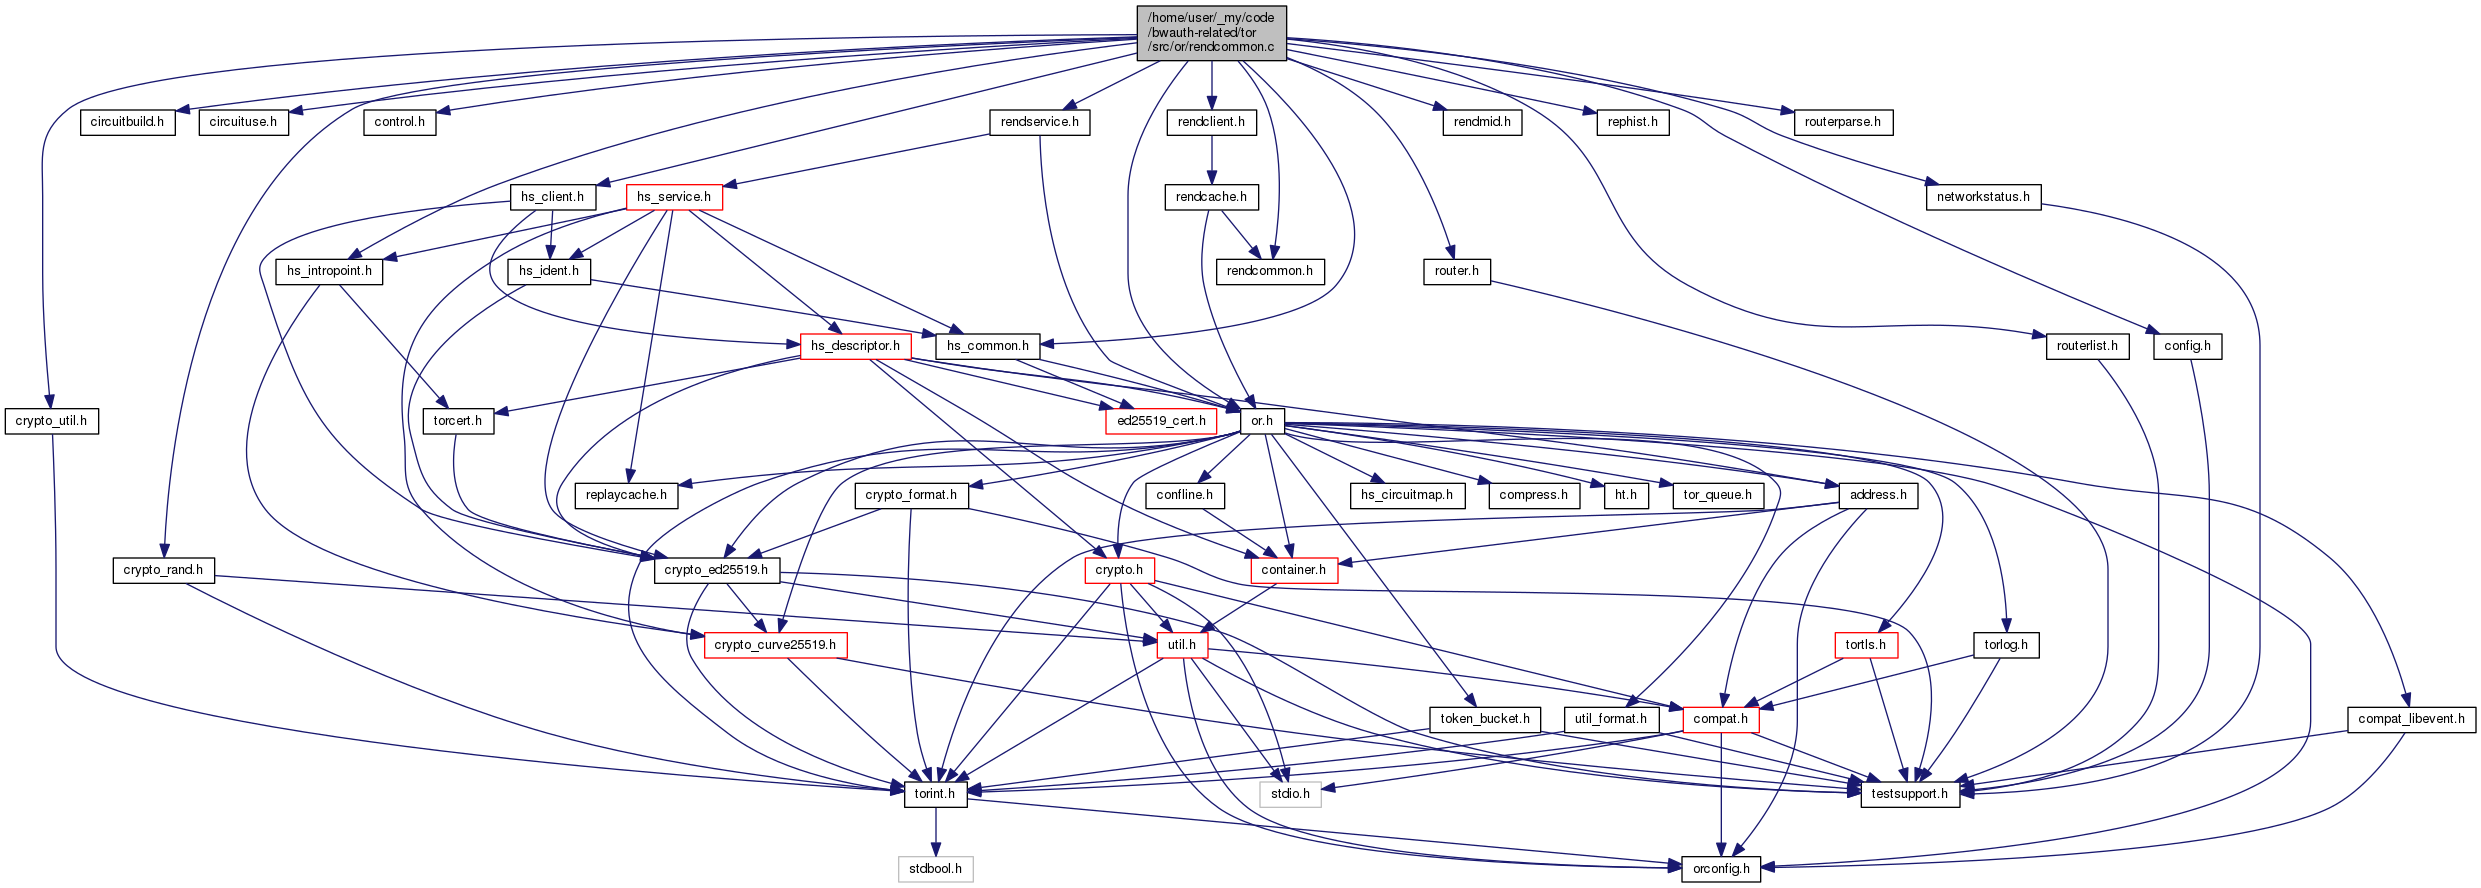 /home/user/_my/code
/bwauth-related/tor
/src/or/rendcommon.c
circuitbuild.h
circuituse.h
control.h
rendservice.h
rendclient.h
rendmid.h
rephist.h
routerparse.h
hs_client.h
hs_service.h
rendcache.h
networkstatus.h
hs_intropoint.h
hs_ident.h
rendcommon.h
router.h
hs_descriptor.h
hs_common.h
routerlist.h
config.h
crypto_util.h
torcert.h
ed25519_cert.h
or.h
replaycache.h
crypto_format.h
confline.h
hs_circuitmap.h
compress.h
ht.h
tor_queue.h
address.h
crypto_rand.h
crypto_ed25519.h
crypto.h
container.h
crypto_curve25519.h
util.h
tortls.h
torlog.h
token_bucket.h
util_format.h
compat.h
compat_libevent.h
torint.h
stdio.h
testsupport.h
stdbool.h
orconfig.h